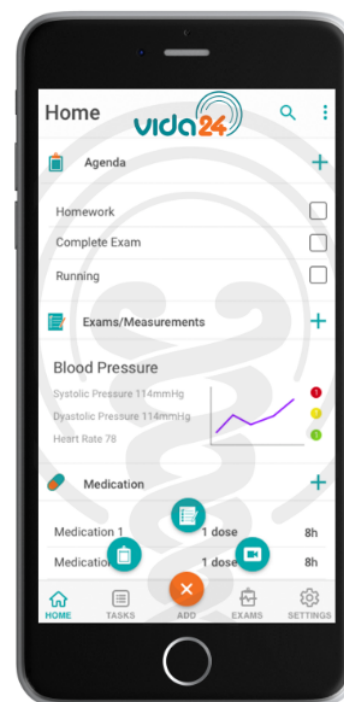 Home
vida24
Agenda
Homework
Complete Exam
Running
Exams/Measurements
Blood Pressure
Systolic Pressure 114mmHg
Dyastolic Pressure 114mmHg
Heart Rate 78
Medication
Medication 1 1 dose 8h
Medication 1 dose 8h
HOME TASKS ADD EXAMS SETTINGS